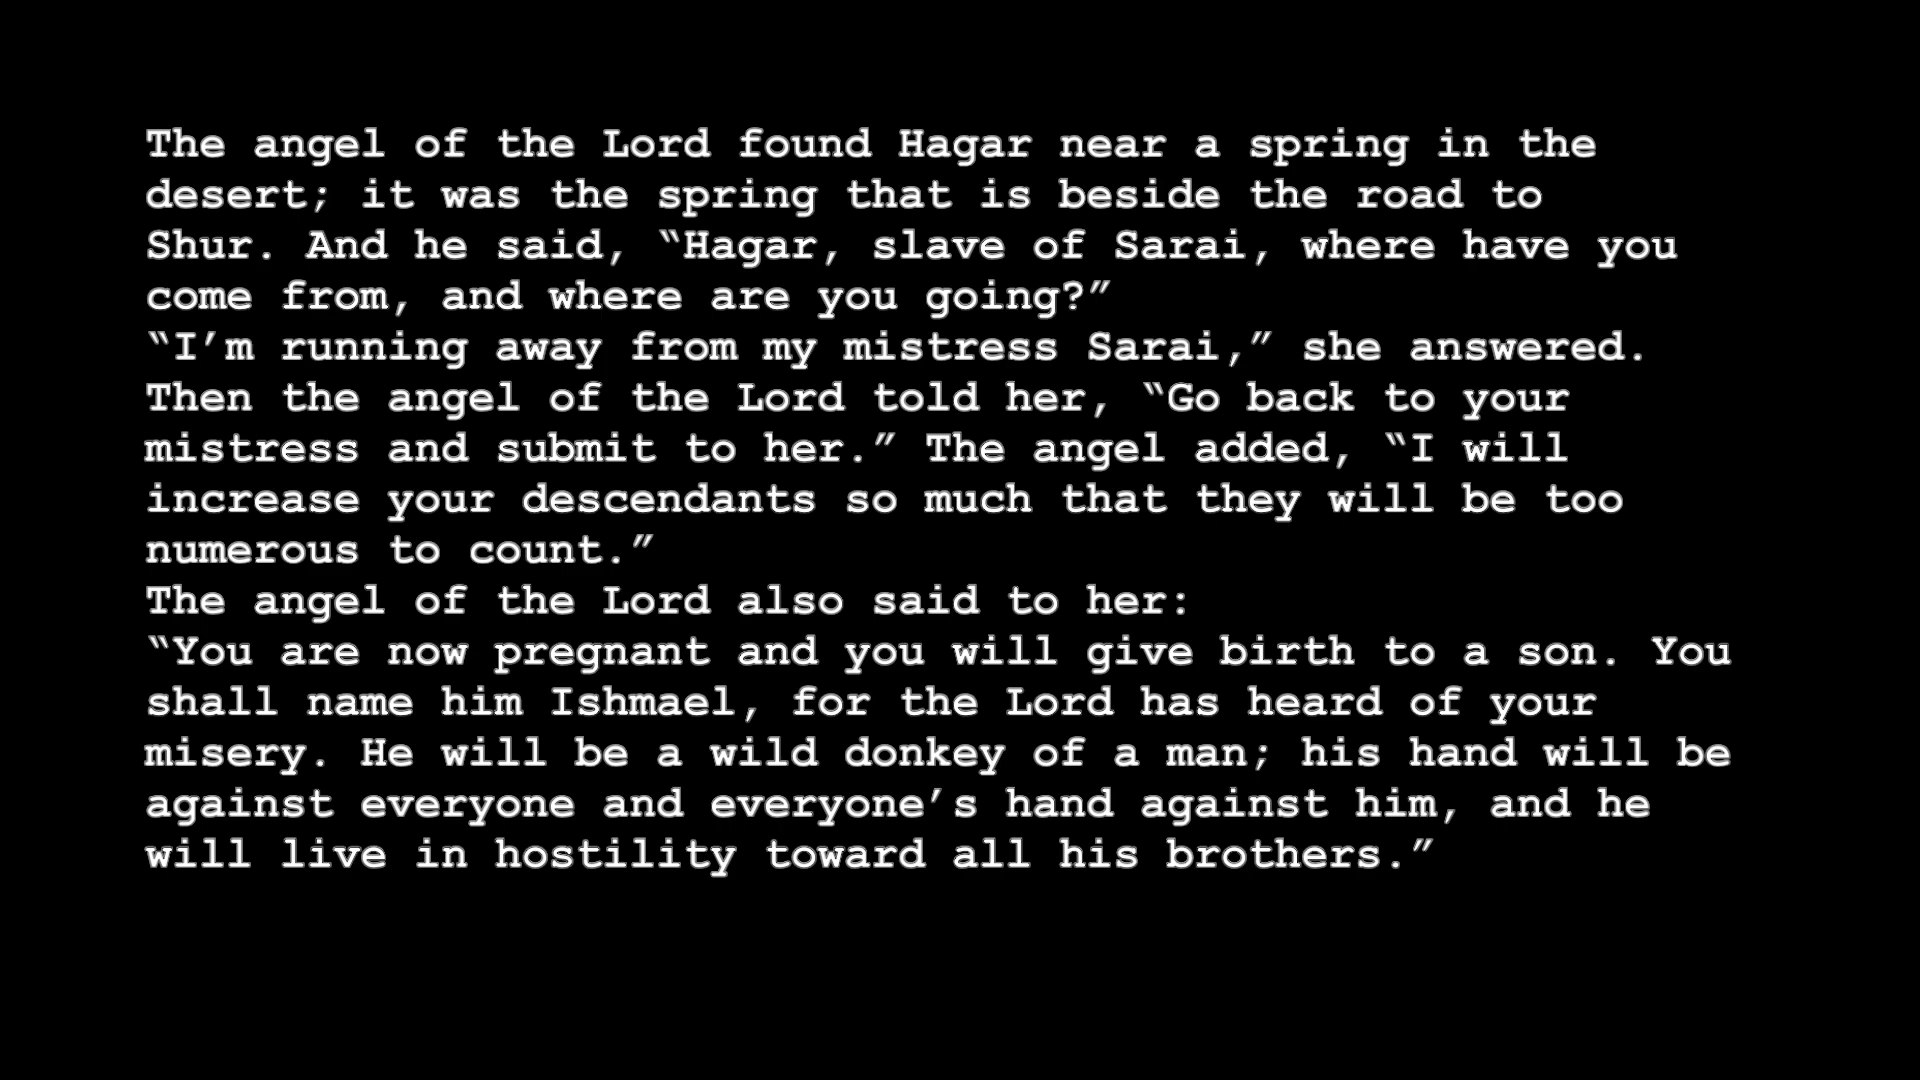 The angel of the Lord found Hagar near a spring in the
desert; it was the spring that is beside the road to
Shur. And he said, “Hagar, slave of Sarai, where have you
come from, and where are you going?”
“I’m running away from my mistress Sarai,” she answered.
Then the angel of the Lord told her, “Go back to your
mistress and submit to her.” The angel added, “I will
increase your descendants so much that they will be too
numerous to count.”
The angel of the Lord also said to her:
“You are now pregnant and you will give birth to a son. You
shall name him Ishmael, for the Lord has heard of your
misery. He will be a wild donkey of a man; his hand will be
against everyone and everyone’s hand against him, and he
will live in hostility toward all his brothers.”